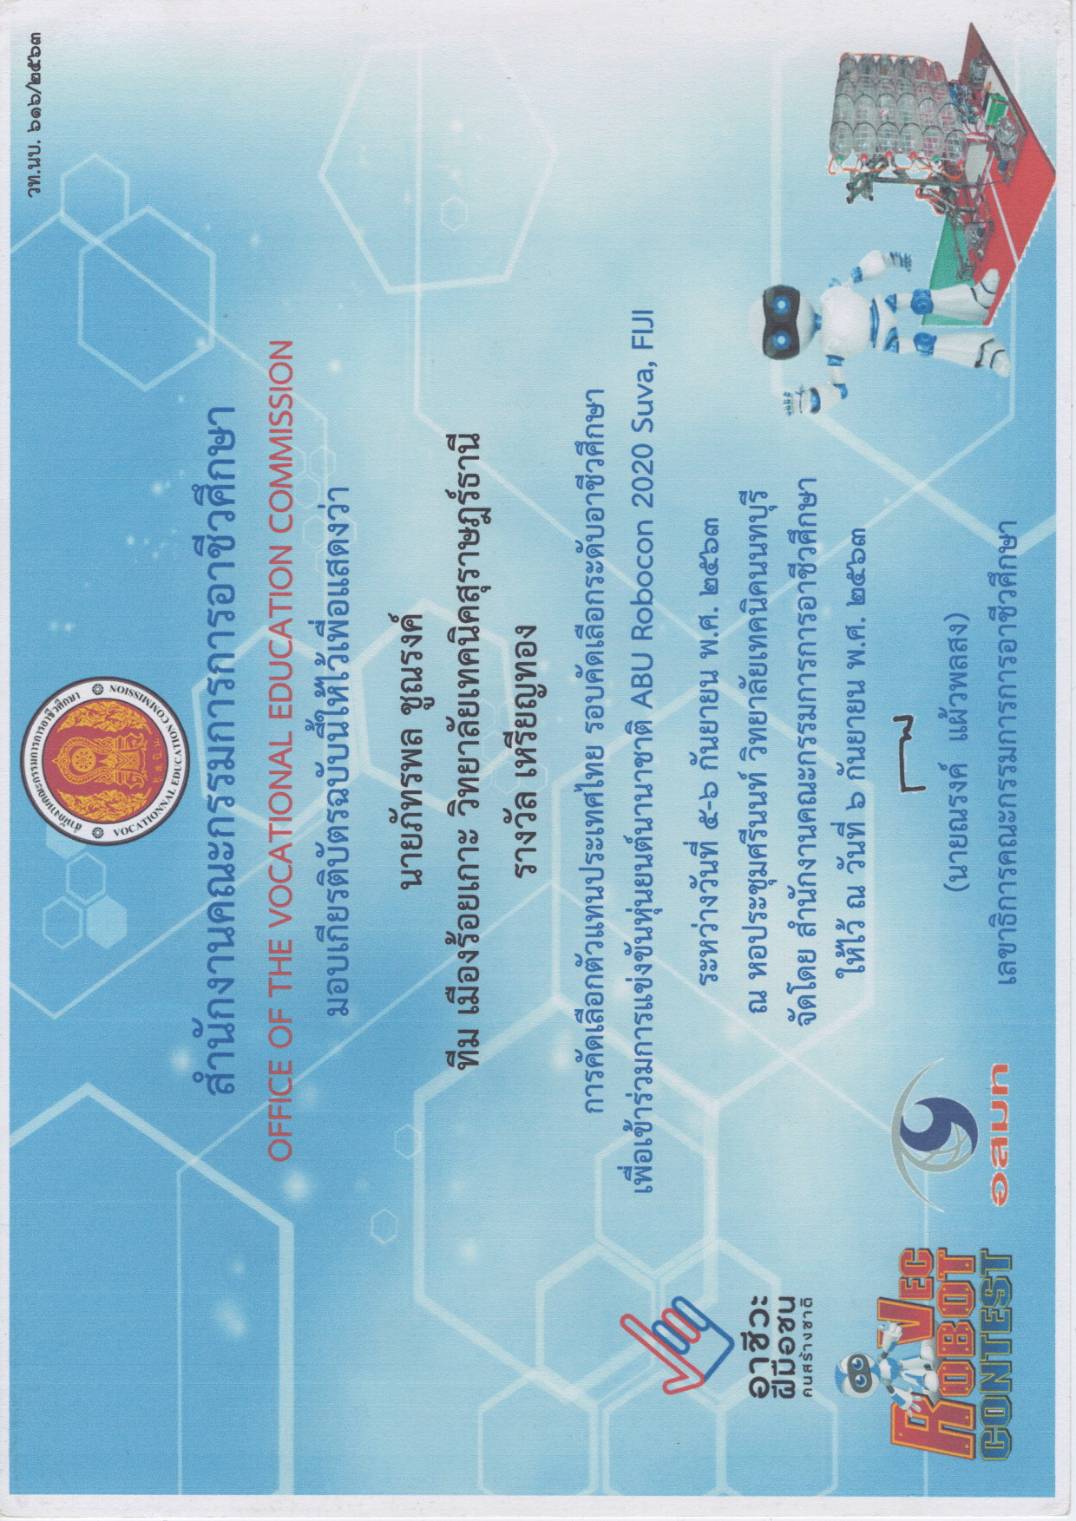 วท.นบ. ๖๑๖/๒๕๖๓
สำนักงานคณะกรรมการการอาชีวศึกษา
VOCATIONNAL EDUCATION COMMISSION
สำนักงานคณะกรรมการการอาชีวศึกษา
OFFICE OF THE VOCATIONAL EDUCATION COMMISSION
มอบเกียรติบัตรฉบับนี้ให้ไว้เพื่อแสดงว่า
นายภัทรพล ชูณรงค์
ทีม เมืองร้อยเกาะ วิทยาลัยเทคนิคสุราษฎร์ธานี
รางวัล เหรียญทอง
การคัดเลือกตัวแทนประเทศไทย รอบคัดเลือกระดับอาชีวศึกษา
เพื่อเข้าร่วมการแข่งขันหุ่นยนต์นานาชาติ ABU Robocon 2020 Suva, FIJI
ระหว่างวันที่ ๕-๖ กันยายน พ.ศ. ๒๕๖๓
ณ หอประชุมศรีนนท์ วิทยาลัยเทคนิคนนทบุรี
จัดโดย สำนักงานคณะกรรมการการอาชีวศึกษา
ให้ไว้ ณ วันที่ ๖ กันยายน พ.ศ. ๒๕๖๓
(นายณรงค์ แผ้วพลสง)
เลขาธิการคณะกรรมการการอาชีวศึกษา
อาชีวะ
ฝีมือชน
คนสร้างชาติ
VEC
ROBOT
CONTEST
อสมท